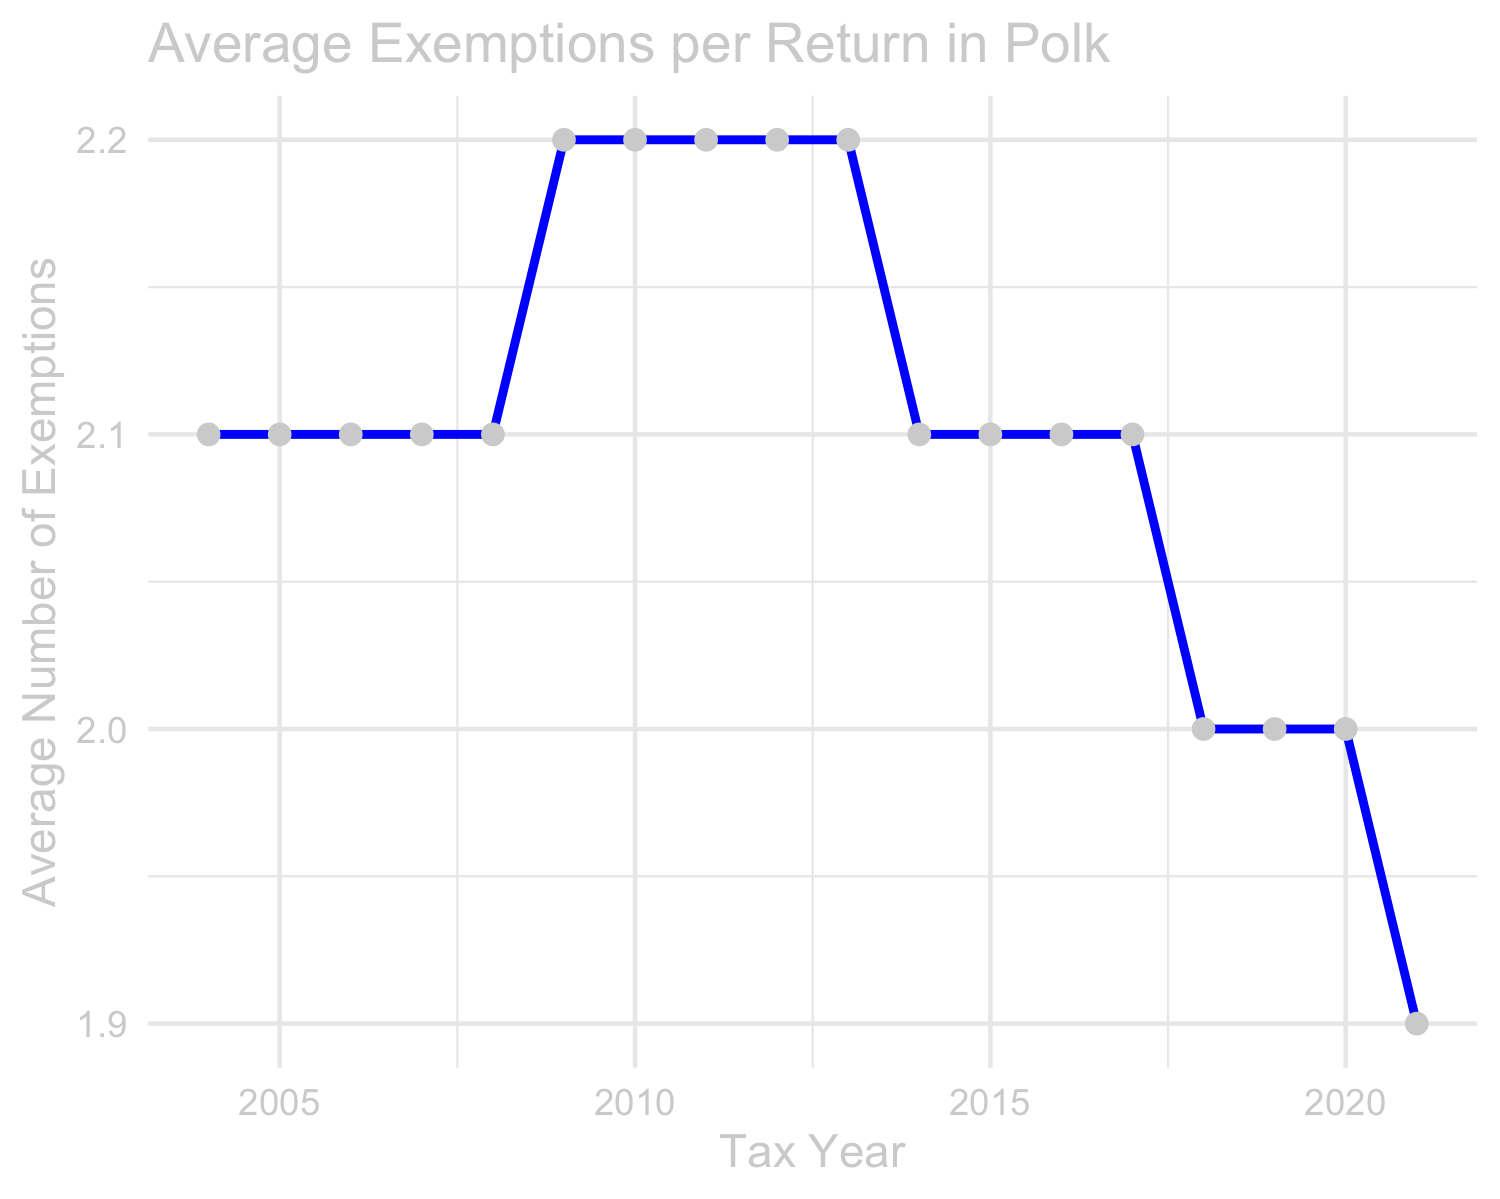 Average Exemptions per Return in Polk
Average Number of Exemptions
2.2
2.1
2.0
1.9
2005
2010
2015
2020
Tax Year